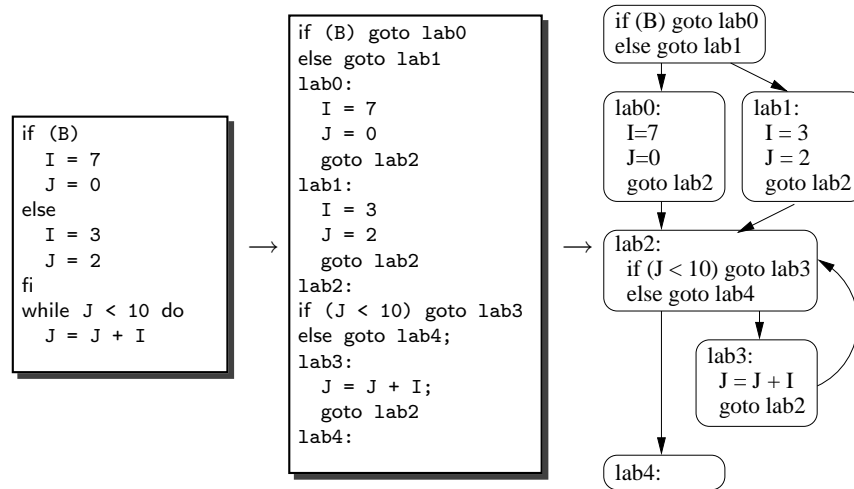 if (B)
I = 7
J = 0
else
I = 3
J = 2
fi
while J < 10 do
J = J + I
→
if (B) goto lab0
else goto lab1
lab0:
I = 7
J = 0
goto lab2
lab1:
I = 3
J = 2
goto lab2
lab2:
if (J < 10) goto lab3
else goto lab4;
lab3:
J = J + I;
goto lab2
lab4:
→
if (B) goto lab0
else goto lab1
lab0:
I=7
J=0
goto lab2
lab1:
I = 3
J = 2
goto lab2
lab2:
if (J < 10) goto lab3
else goto lab4
lab3:
J = J + I
goto lab2
lab4: